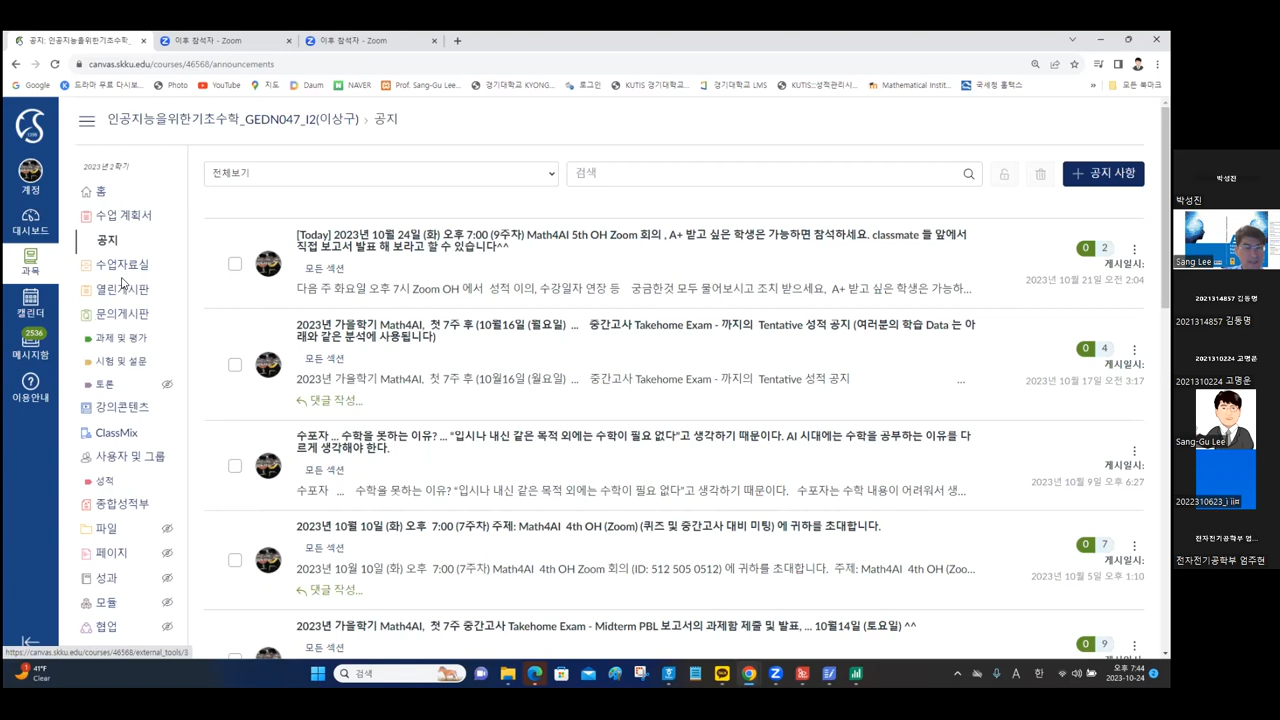 공지: 인공지능을위한기초수학_
이후 참석자 - Zoom
이후 참석자 - Zoom
canvas.skku.edu/courses/46568/announcements
Google
드라마 무료 다시보...
Photo
YouTube
지도
Daum
NAVER
Prof. Sang-Gu Lee...
경기대학교 KYONG...
로그인
KUTIS 경기대학교...
경기대학교 LMS
KUTIS::성적관리시...
Mathematical Instit...
국세청 홈택스
모든 북마크
인공지능을위한기초수학_GEDN047_I2(이상구) › 공지
계정
대시보드
과목
캘린더
2536
메시지함
이용안내
2023년 2학기
홈
수업 계획서
공지
수업자료실
열린게시판
문의게시판
과제 및 평가
시험 및 설문
토론
강의콘텐츠
ClassMix
사용자 및 그룹
성적
종합성적부
파일
페이지
성과
모듈
협업
전체보기
검색
+ 공지 사항
[Today] 2023년 10월 24일 (화) 오후 7:00 (9주차) Math4AI 5th OH Zoom 회의 , A+ 받고 싶은 학생은 가능하면 참석하세요. classmate 들 앞에서
직접 보고서 발표 해 보라고 할 수 있습니다^^
모든 섹션
다음 주 화요일 오후 7시 Zoom OH 에서 성적 이의, 수강일자 연장 등 궁금한것 모두 물어보시고 조치 받으세요, A+ 받고 싶은 학생은 가능하...
0 2
게시일시:
2023년 10월 21일 오전 2:04
2023년 가을학기 Math4AI, 첫 7주 후 (10월16일 (월요일) ... 중간고사 Takehome Exam - 까지의 Tentative 성적 공지 (여러분의 학습 Data 는 아
래와 같은 분석에 사용됩니다)
모든 섹션
2023년 가을학기 Math4AI, 첫 7주 후 (10월16일 (월요일) ... 중간고사 Takehome Exam - 까지의 Tentative 성적 공지 ...
댓글 작성...
0 4
게시일시:
2023년 10월 17일 오전 3:17
수포자 ... 수학을 못하는 이유? ... "입시나 내신 같은 목적 외에는 수학이 필요 없다"고 생각하기 때문이다. AI 시대에는 수학을 공부하는 이유를 다
르게 생각해야 한다.
모든 섹션
수포자 ... 수학을 못하는 이유? "입시나 내신 같은 목적 외에는 수학이 필요 없다"고 생각하기 때문이다. 수포자는 수학 내용이 어려워서 생...
게시일시:
2023년 10월 9일 오후 6:27
2023년 10월 10일 (화) 오후 7:00 (7주차) 주제: Math4AI 4th OH (Zoom) (퀴즈 및 중간고사 대비 미팅) 에 귀하를 초대합니다.
모든 섹션
2023년 10월 10일 (화) 오후 7:00 (7주차) Math4AI 4th OH Zoom 회의 (ID: 512 505 0512) 에 귀하를 초대합니다. 주제: Math4AI 4th OH (Zoo...
댓글 작성...
0 7
게시일시:
2023년 10월 5일 오후 1:10
2023년 가을학기 Math4AI, 첫 7주 중간고사 Takehome Exam - Midterm PBL 보고서의 과제함 제출 및 발표, ... 10월14일 (토요일) ^^
모든 섹션
0 9
게시일시:
https://canvas.skku.edu/courses/46568/external_tools/3
1
41°F
Clear
검색
A
한
오후 7:44
2023-10-24
2
박성진
박성진
Sang Lee
2021314857 김동명
2021314857 김동명
2021310224 고명운
2021310224 고명운
Sang-Gu Lee
전자전기공학부 엄...
전자전기공학부 엄주현